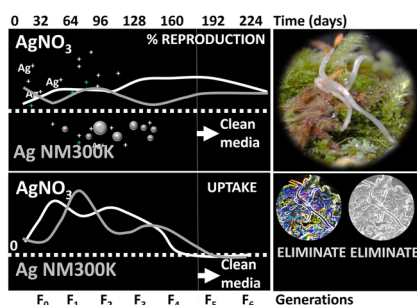 0 32 64 96 128 160 192 224 Time (days)
AgNO3 % REPRODUCTION
Ag+
Ag+ Ag+
Ag+
Ag NM300K
Clean
media
AgNO3 UPTAKE
0
Ag NM300K
Clean
media
ELIMINATE ELIMINATE
F0 F1 F2 F3 F4 F5 F6 Generations